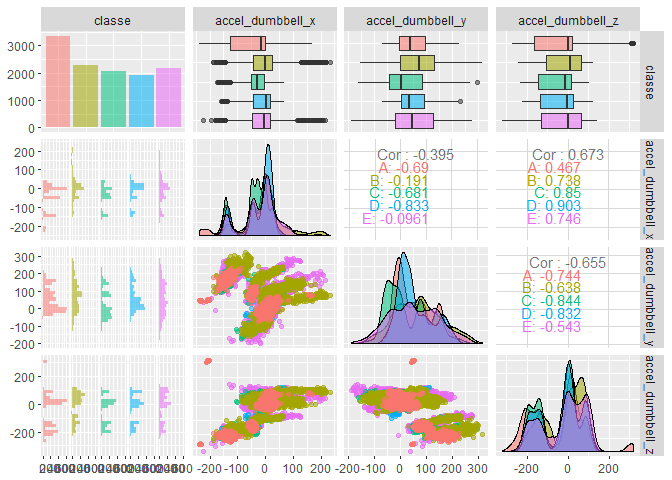 classe
accel_dumbbell_x
accel_dumbbell_y
accel_dumbbell_z
3000
2000
1000
0
classe
200
100
0
-100
-200
Cor : -0.395
A: -0.69
B: -0.191
C: -0.681
D: -0.833
E: -0.0961
Cor : 0.673
A: 0.467
B: 0.738
C: 0.85
D: 0.903
E: 0.746
accel_dumbbell_x
300
200
100
0
-100
-200
Cor : -0.655
A: -0.744
B: -0.638
C: -0.844
D: -0.832
E: -0.543
accel_dumbbell_y
200
0
-200
accel_dumbbell_z
-200
-100
0
100
200
-200
-100
0
100
200
300
-200
0
200